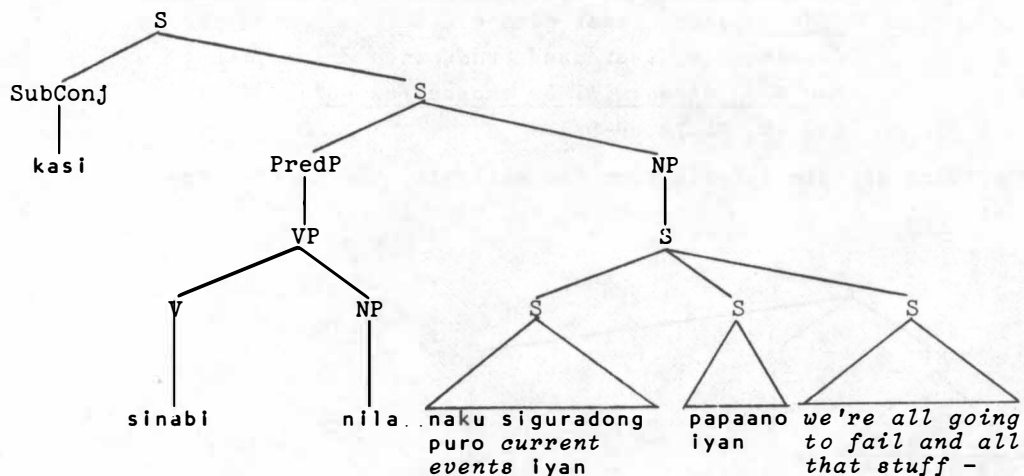 S
SubConj S
kasi PredP NP
VP S
V NP S S S
sinabi nila...naku siguradong papaano we're all going
puro current iyan to fail and all
events iyan that stuff -